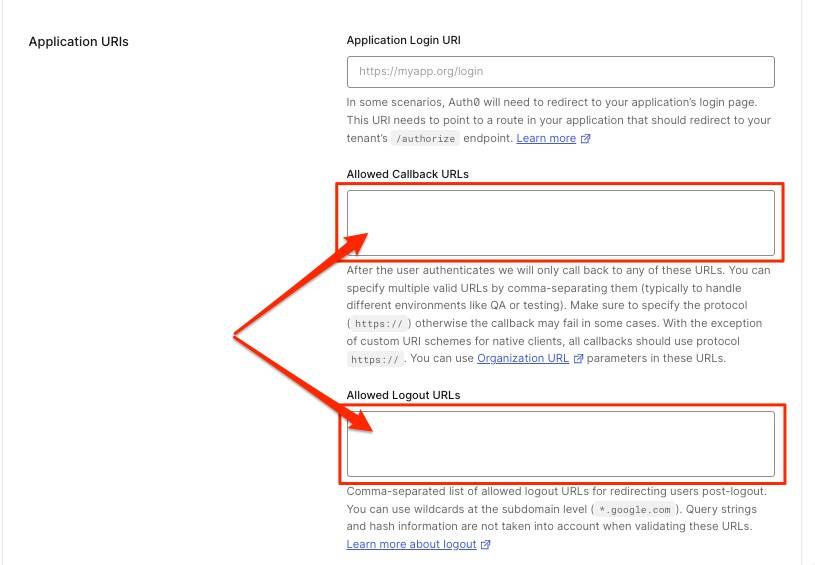 Application URIs
Application Login URI
https://myapp.org/login
In some scenarios, Auth0 will need to redirect to your application's login page.
This URI needs to point to a route in your application that should redirect to your
tenant's /authorize endpoint. Learn more
Allowed Callback URLs
After the user authenticates we will only call back to any of these URLs. You can
specify multiple valid URLs by comma-separating them (typically to handle
different environments like QA or testing). Make sure to specify the protocol
( https:// ) otherwise the callback may fail in some cases. With the exception
of custom URI schemes for native clients, all callbacks should use protocol
https:// . You can use Organization URL parameters in these URLs.
Allowed Logout URLs
Comma-separated list of allowed logout URLs for redirecting users post-logout.
You can use wildcards at the subdomain level ( *.google.com ). Query strings
and hash information are not taken into account when validating these URLs.
Learn more about logout